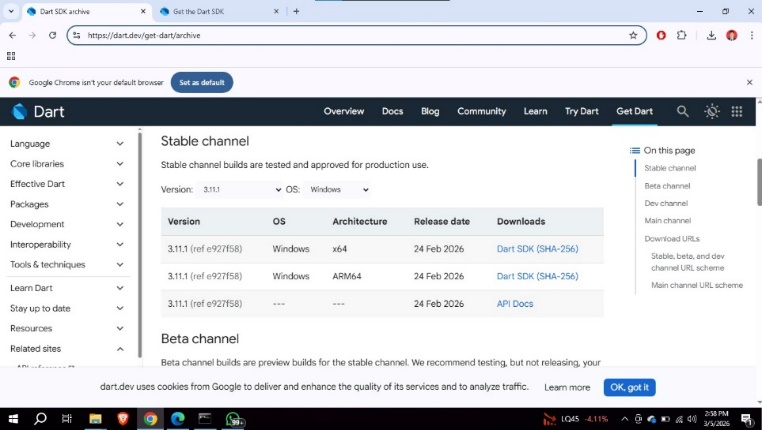 Dart SDK archive
Get the Dart SDK
https://dart.dev/get-dart/archive
Google Chrome isn't your default browser
Set as default
Dart
Overview Docs Blog Community Learn Try Dart Get Dart
Language
Core libraries
Effective Dart
Packages
Development
Interoperability
Tools & techniques
Learn Dart
Stay up to date
Resources
Related sites
Stable channel
Stable channel builds are tested and approved for production use.
Version: 3.11.1 OS: Windows
Version OS Architecture Release date Downloads
3.11.1 (ref e927f58) Windows x64 24 Feb 2026 Dart SDK (SHA-256)
3.11.1 (ref e927f58) Windows ARM64 24 Feb 2026 Dart SDK (SHA-256)
3.11.1 (ref e927f58) --- --- 24 Feb 2026 API Docs
Beta channel
Beta channel builds are preview builds for the stable channel. We recommend testing, but not releasing, your
On this page
Stable channel
Beta channel
Dev channel
Main channel
Download URLs
Stable, beta, and dev
channel URL scheme
Main channel URL scheme
dart.dev uses cookies from Google to deliver and enhance the quality of its services and to analyze traffic. Learn more OK, got it
99+
LQ45 -4.11%
2:58 PM
3/5/2026